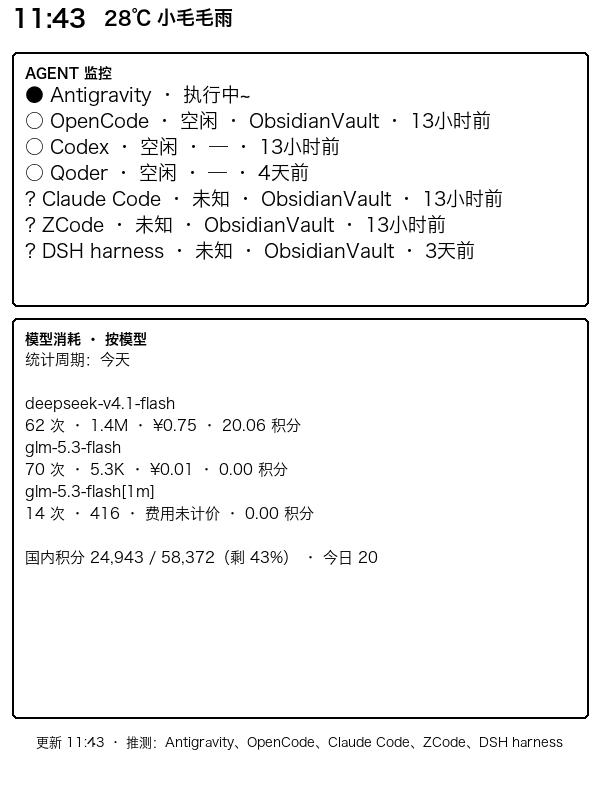 11:43 28℃ 小毛毛雨
AGENT 监控
● Antigravity · 执行中~
○ OpenCode · 空闲 · ObsidianVault · 13小时前
○ Codex · 空闲 · — · 13小时前
○ Qoder · 空闲 · — · 4天前
? Claude Code · 未知 · ObsidianVault · 13小时前
? ZCode · 未知 · ObsidianVault · 13小时前
? DSH harness · 未知 · ObsidianVault · 3天前
模型消耗 · 按模型
统计周期：今天
deepseek-v4.1-flash
62 次 · 1.4M · ¥0.75 · 20.06 积分
glm-5.3-flash
70 次 · 5.3K · ¥0.01 · 0.00 积分
glm-5.3-flash[1m]
14 次 · 416 · 费用未计价 · 0.00 积分
国内积分 24,943 / 58,372（剩 43%） · 今日 20
更新 11:43 · 推测：Antigravity、OpenCode、Claude Code、ZCode、DSH harness